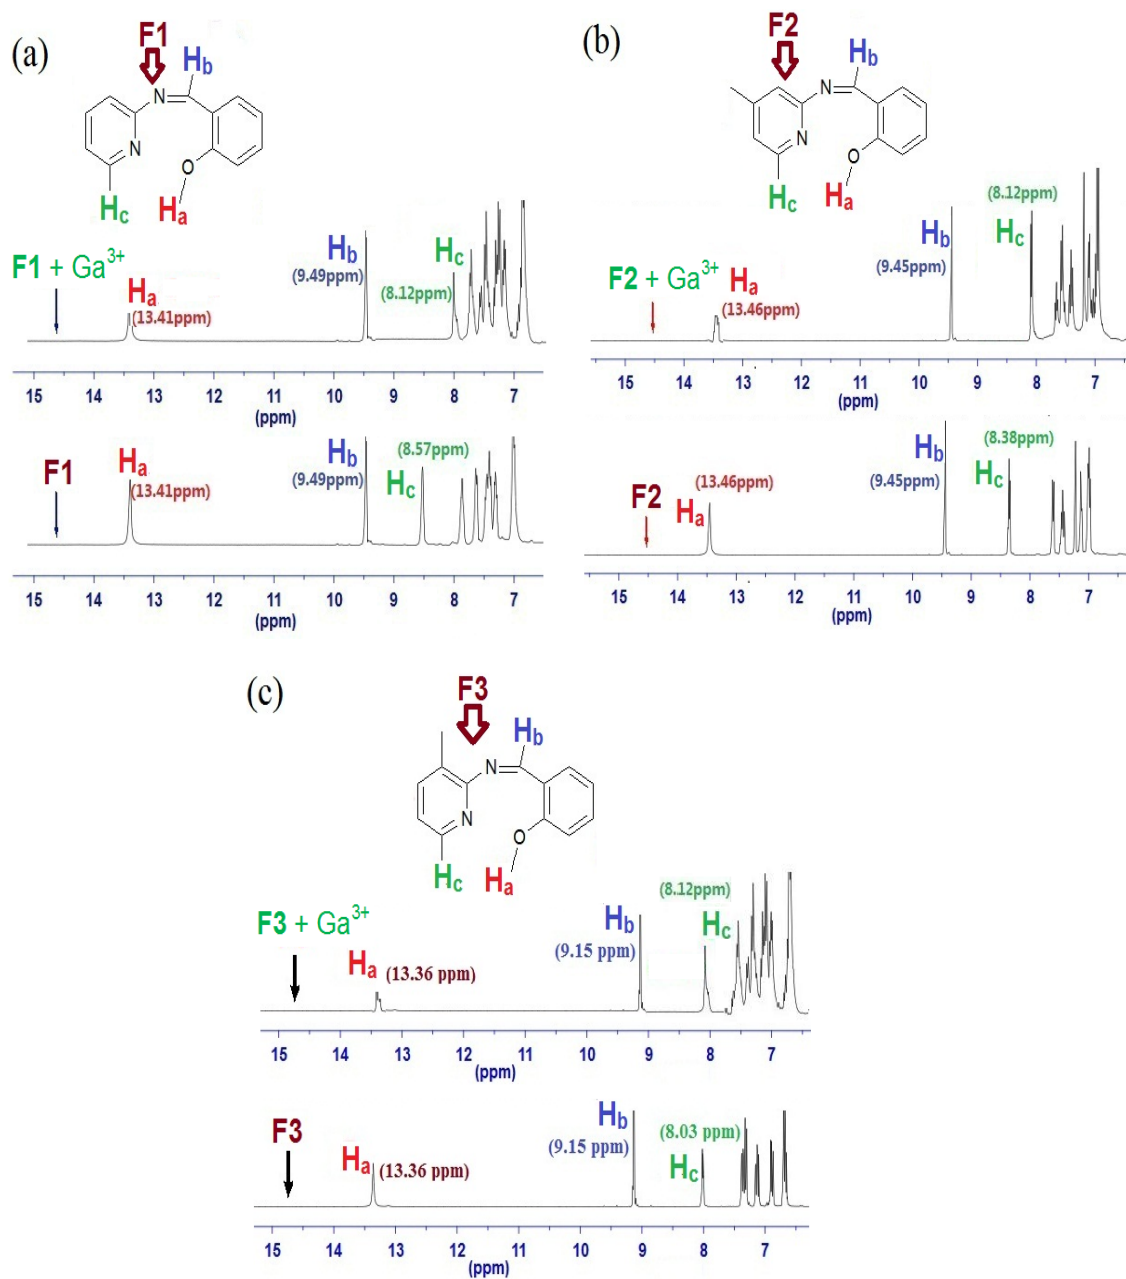 (a)
F1
Hb
N
N
O
Hc
Ha
F1 + Ga³⁺
Ha
(13.41ppm)
Hb
(9.49ppm)
Hc
(8.12ppm)
15 14 13 12 11 10 9 8 7
(ppm)
F1
Ha
(13.41ppm)
Hb
(9.49ppm)
(8.57ppm)
Hc
15 14 13 12 11 10 9 8 7
(ppm)
(b)
F2
Hb
N
N
O
Hc
Ha
F2 + Ga³⁺
Ha
(13.46ppm)
Hb
(9.45ppm)
(8.12ppm)
Hc
15 14 13 12 11 10 9 8 7
(ppm)
F2
(13.46ppm)
Ha
Hb
(9.45ppm)
(8.38ppm)
Hc
15 14 13 12 11 10 9 8 7
(ppm)
(c)
F3
Hb
N
N
O
Hc
Ha
F3 + Ga³⁺
Ha
(13.36 ppm)
Hb
(9.15 ppm)
(8.12ppm)
Hc
15 14 13 12 11 10 9 8 7
(ppm)
F3
Ha
(13.36 ppm)
Hb
(9.15 ppm)
(8.03 ppm)
Hc
15 14 13 12 11 10 9 8 7
(ppm)